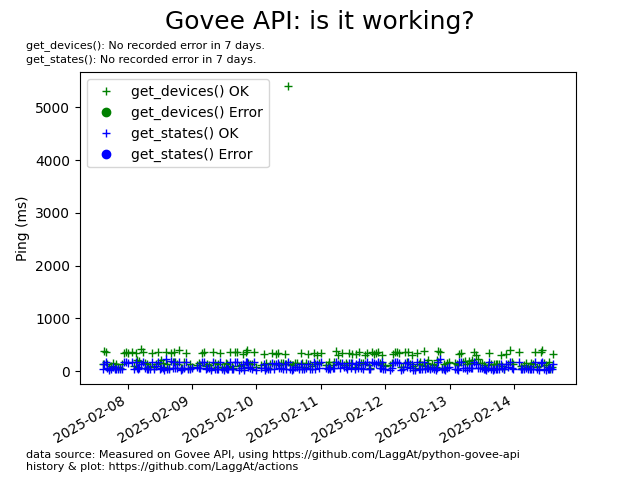 Govee API: is it working?
get_devices(): No recorded error in 7 days.
get_states(): No recorded error in 7 days.
get_devices() OK
get_devices() Error
get_states() OK
get_states() Error
Ping (ms)
5000
4000
3000
2000
1000
0
2025-02-08
2025-02-09
2025-02-10
2025-02-11
2025-02-12
2025-02-13
2025-02-14
data source: Measured on Govee API, using https://github.com/LaggAt/python-govee-api
history & plot: https://github.com/LaggAt/actions